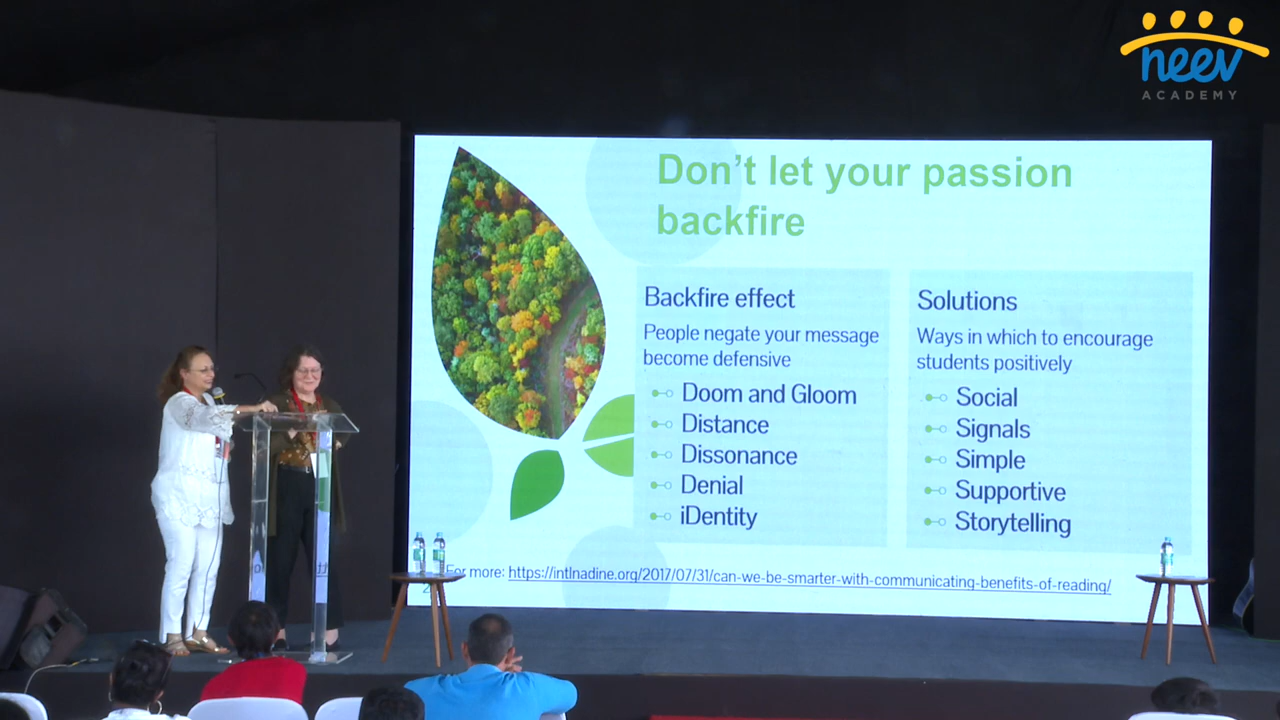 neev
ACADEMY
Don't let your passion
backfire
Backfire effect
People negate your message
become defensive
Doom and Gloom
Distance
Dissonance
Denial
iDentity
Solutions
Ways in which to encourage
students positively
Social
Signals
Simple
Supportive
Storytelling
For more: https://intlnadine.org/2017/07/31/can-we-be-smarter-with-communicating-benefits-of-reading/